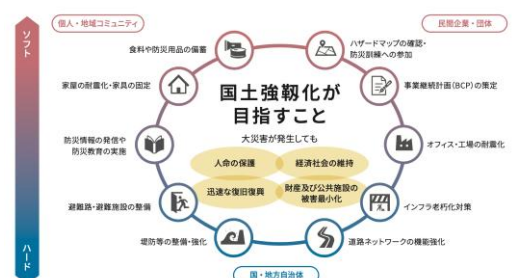 個人・地域コミュニティ
民間企業・団体
ソフト
食料や防災用品の備蓄
ハザードマップの確認・
防災訓練への参加
家屋の耐震化・家具の固定
事業継続計画(BCP)の策定
国土強靱化が
目指すこと
大災害が発生しても
防災情報の発信や
防災教育の実施
オフィス・工場の耐震化
人命の保護
経済社会の維持
迅速な復旧復興
財産及び公共施設の
被害最小化
避難路・避難施設の整備
インフラ老朽化対策
堤防等の整備・強化
道路ネットワークの機能強化
ハード
国・地方自治体